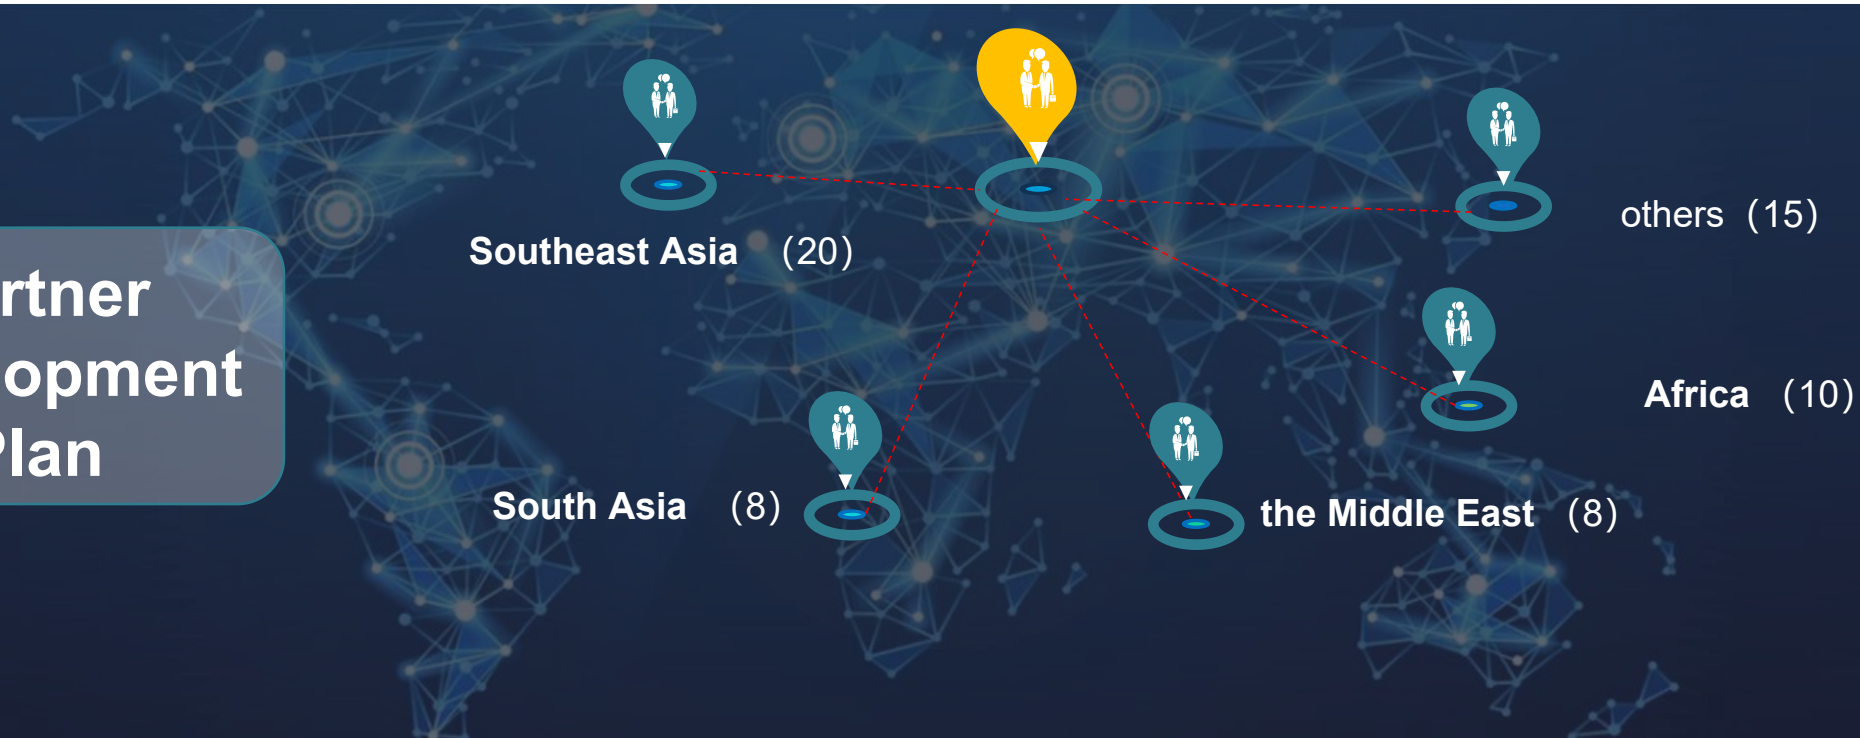 rtner
opment
Plan
Southeast Asia (20)
others (15)
Africa (10)
South Asia (8)
the Middle East (8)